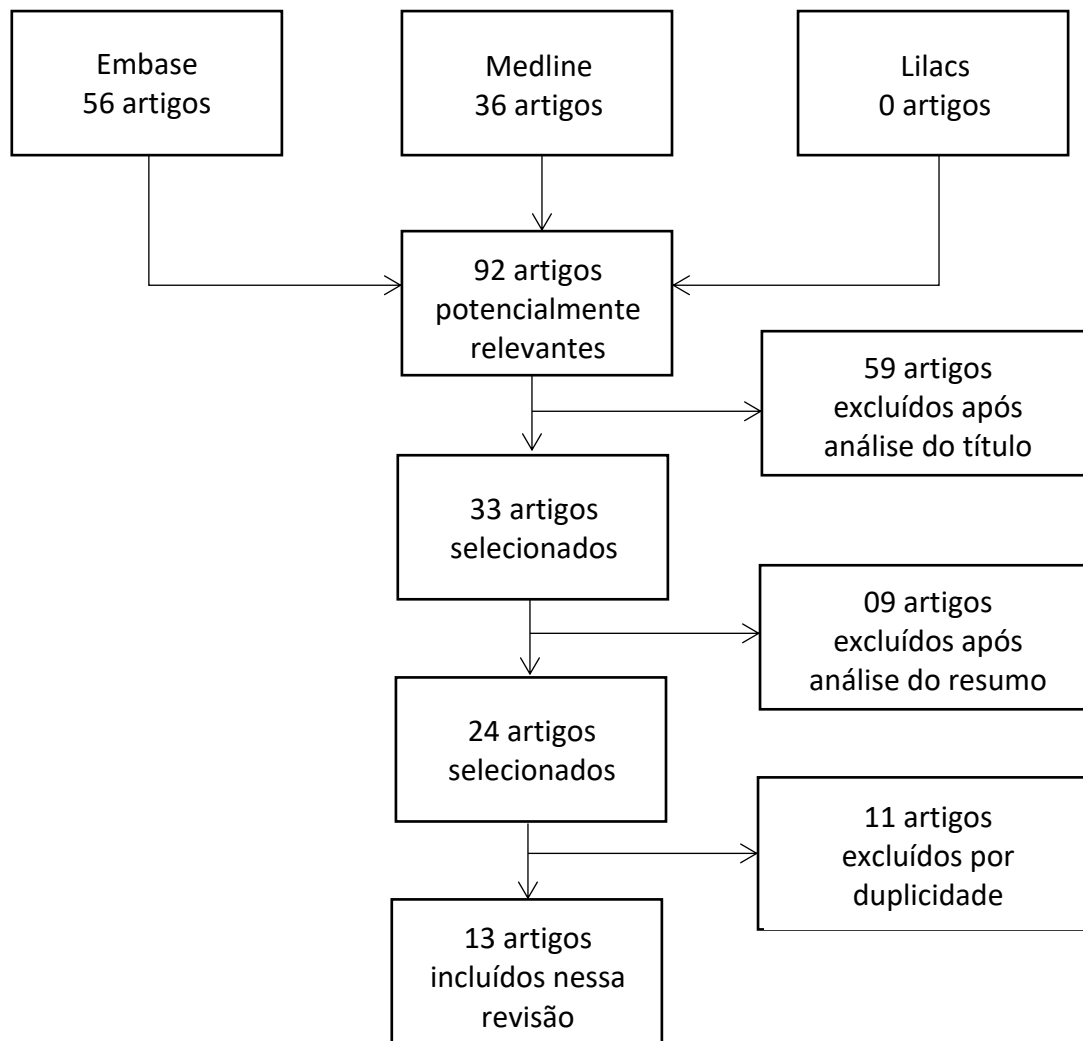 Embase
56 artigos
Medline
36 artigos
Lilacs
0 artigos
92 artigos
potencialmente
relevantes
59 artigos
excluídos após
análise do título
33 artigos
selecionados
09 artigos
excluídos após
análise do resumo
24 artigos
selecionados
11 artigos
excluídos por
duplicidade
13 artigos
incluídos nessa
revisão